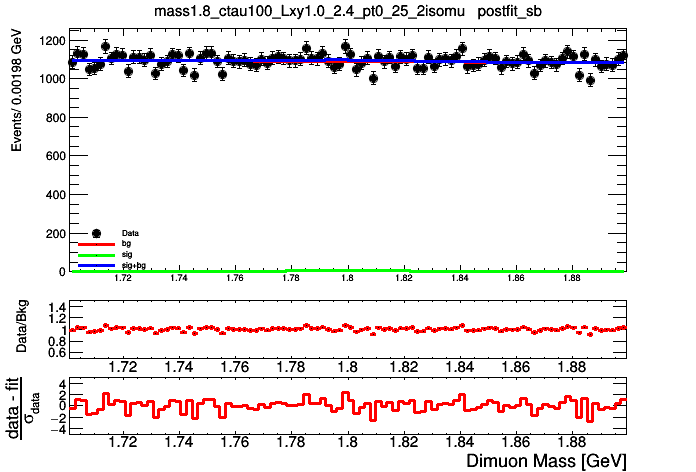 mass1.8_ctau100_Lxy1.0_2.4_pt0_25_2isomu postfit_sb
Events/ 0.00198 GeV
1200
1000
800
600
400
200
0
Data
bg
sig
sig+bg
1.72 1.74 1.76 1.78 1.8 1.82 1.84 1.86 1.88
Data/Bkg
1.4
1.2
1
0.8
0.6
1.72 1.74 1.76 1.78 1.8 1.82 1.84 1.86 1.88
data - fit
σdata
4
2
0
−2
−4
1.72 1.74 1.76 1.78 1.8 1.82 1.84 1.86 1.88
Dimuon Mass [GeV]